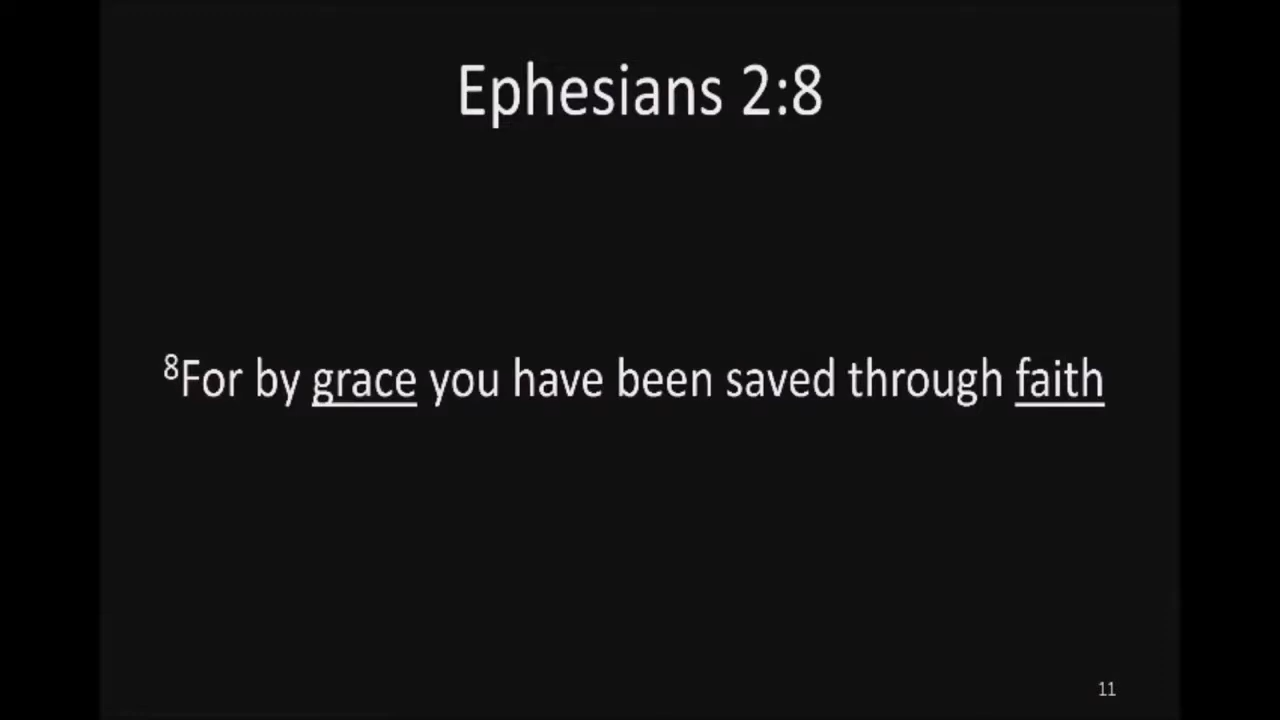 Ephesians 2:8
⁸For by grace you have been saved through faith
11